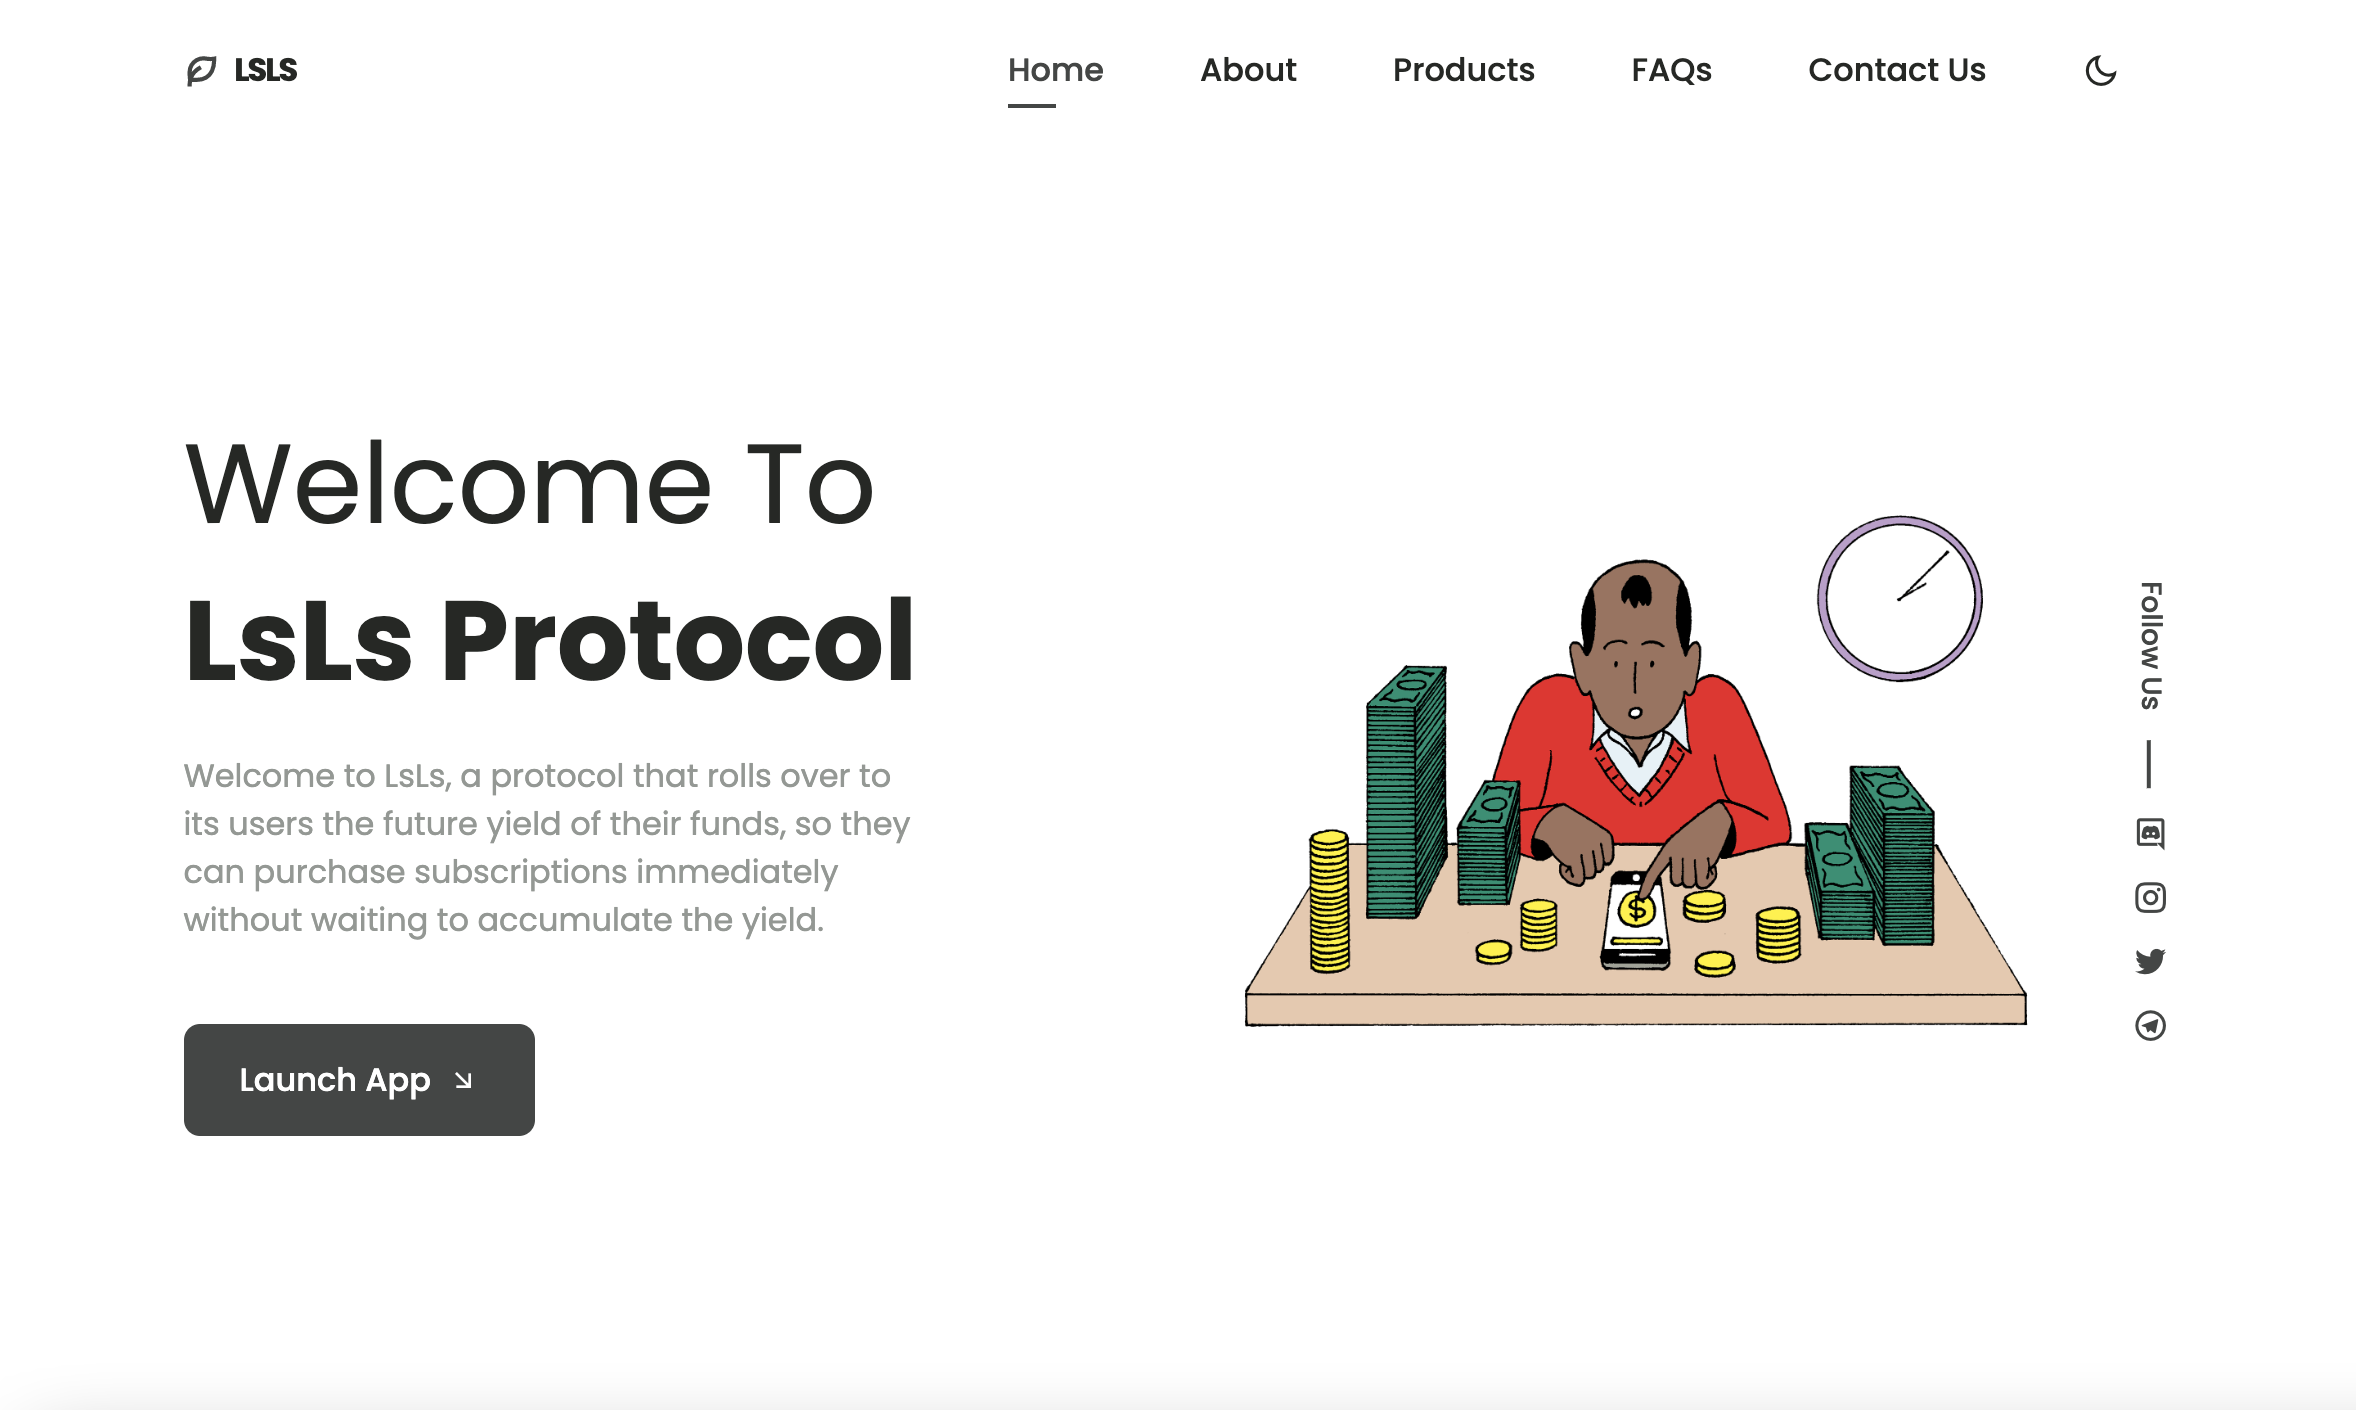 LSLS
Home About Products FAQs Contact Us
Welcome To
LsLs Protocol
Welcome to LsLs, a protocol that rolls over to
its users the future yield of their funds, so they
can purchase subscriptions immediately
without waiting to accumulate the yield.
Launch App
$
Follow Us